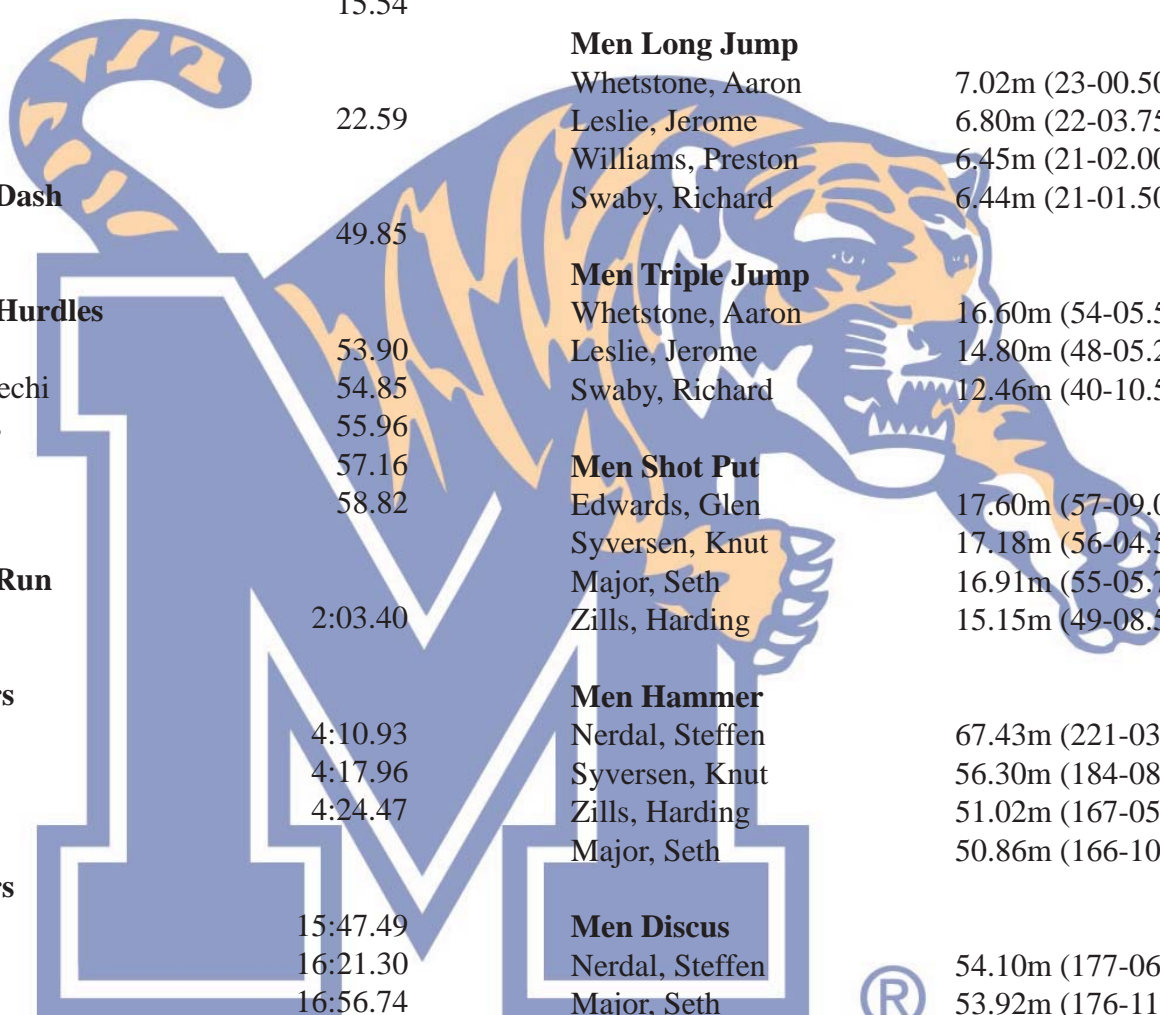 15.54
22.59
Dash
49.85
Hurdles
53.90
echi 54.85
55.96
57.16
58.82
Run
2:03.40
rs
4:10.93
4:17.96
4:24.47
rs
15:47.49
16:21.30
16:56.74
Men Long Jump
Whetstone, Aaron 7.02m (23-00.50
Leslie, Jerome 6.80m (22-03.75
Williams, Preston 6.45m (21-02.00
Swaby, Richard 6.44m (21-01.50
Men Triple Jump
Whetstone, Aaron 16.60m (54-05.5
Leslie, Jerome 14.80m (48-05.2
Swaby, Richard 12.46m (40-10.5
Men Shot Put
Edwards, Glen 17.60m (57-09.0
Syversen, Knut 17.18m (56-04.5
Major, Seth 16.91m (55-05.7
Zills, Harding 15.15m (49-08.5
Men Hammer
Nerdal, Steffen 67.43m (221-03
Syversen, Knut 56.30m (184-08
Zills, Harding 51.02m (167-05
Major, Seth 50.86m (166-10
Men Discus
Nerdal, Steffen 54.10m (177-06
Major, Seth 53.92m (176-11
M
®